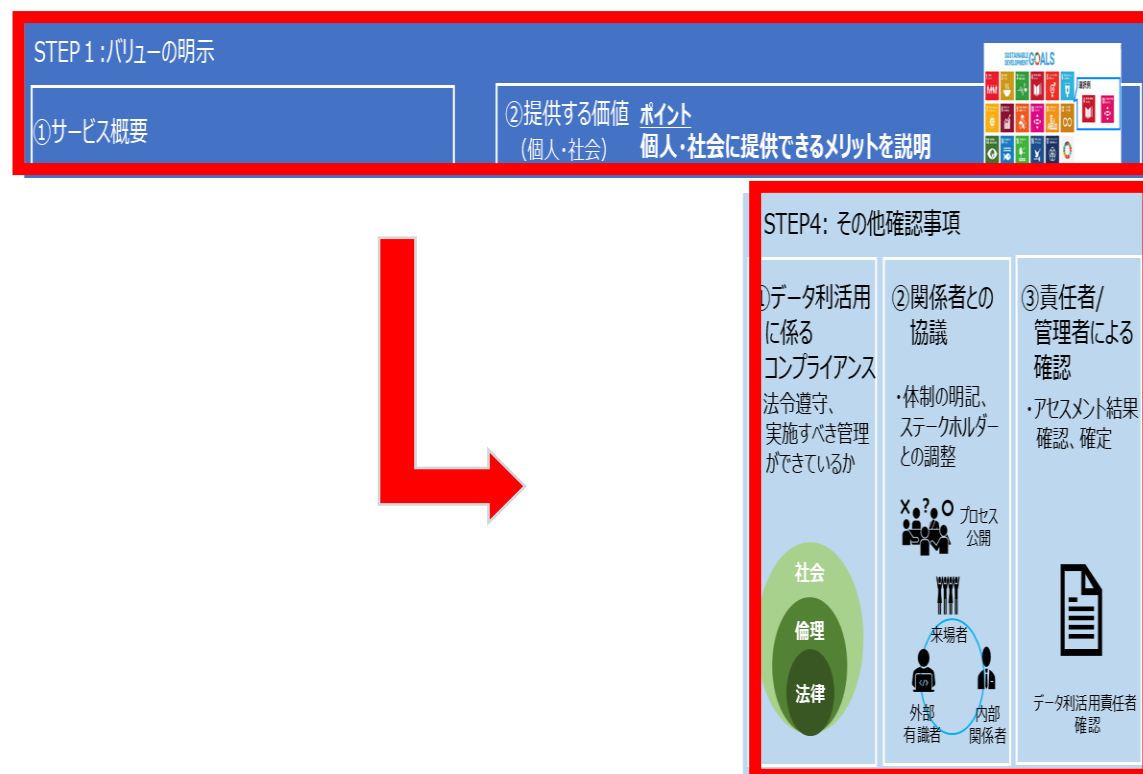 STEP１:バリューの明示
①サービス概要
②提供する価値 ポイント
（個人・社会） 個人・社会に提供できるメリットを説明
SUSTAINABLE
DEVELOPMENT GOALS
選択例
STEP4: その他確認事項
①データ利活用
に係る
コンプライアンス
法令遵守、
実施すべき管理
ができているか
社会
倫理
法律
②関係者との
協議
・体制の明記、
ステークホルダー
との調整
プロセス
公開
来場者
外部
有識者
内部
関係者
③責任者/
管理者による
確認
・アセスメント結果
確認、確定
データ利活用責任者
確認